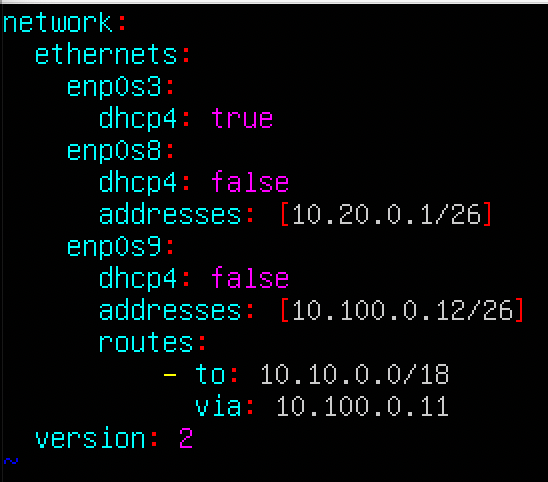 network:
  ethernets:
    enp0s3:
      dhcp4: true
    enp0s8:
      dhcp4: false
      addresses: [10.20.0.1/26]
    enp0s9:
      dhcp4: false
      addresses: [10.100.0.12/26]
      routes:
          - to: 10.10.0.0/18
            via: 10.100.0.11
  version: 2
~